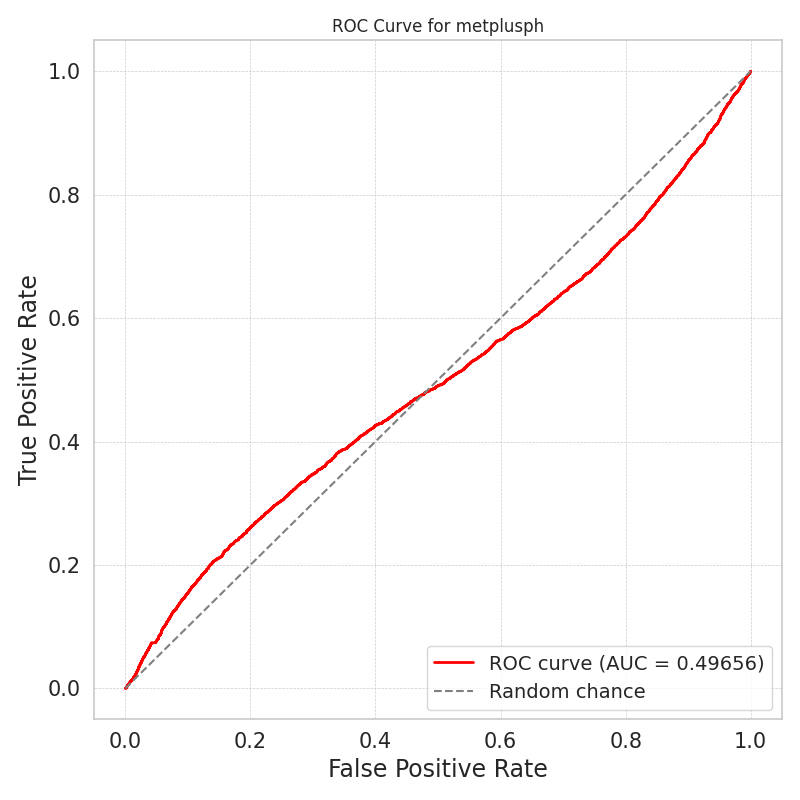 ROC Curve for metplusph
1.0
0.8
0.6
0.4
0.2
0.0
True Positive Rate
ROC curve (AUC = 0.49656)
Random chance
0.0 0.2 0.4 0.6 0.8 1.0
False Positive Rate